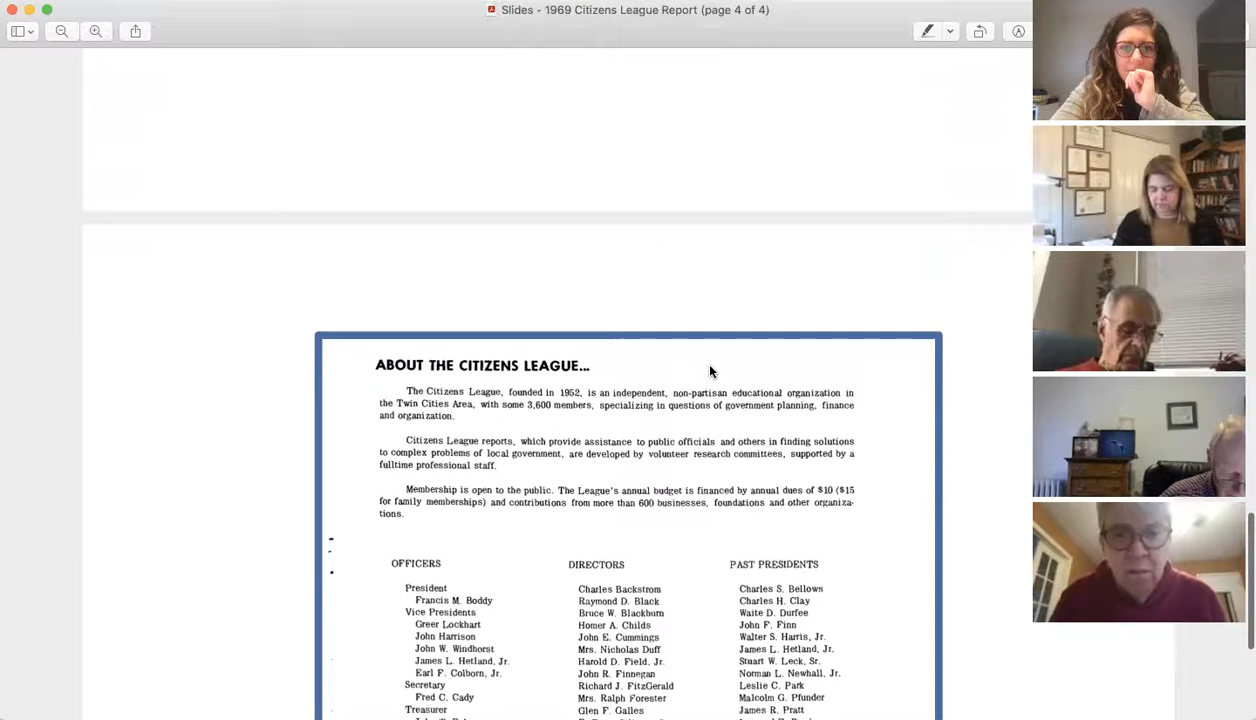 Slides - 1969 Citizens League Report (page 4 of 4)
ABOUT THE CITIZENS LEAGUE...
The Citizens League, founded in 1952, is an independent, non-partisan educational organization in
the Twin Cities Area, with some 3,600 members, specializing in questions of government planning, finance
and organization.
Citizens League reports, which provide assistance to public officials and others in finding solutions
to complex problems of local government, are developed by volunteer research committees, supported by a
fulltime professional staff.
Membership is open to the public. The League's annual budget is financed by annual dues of $10 ($15
for family memberships) and contributions from more than 600 businesses, foundations and other organiza-
tions.
OFFICERS
President
Francis M. Boddy
Vice Presidents
Greer Lockhart
John Harrison
John W. Windhorst
James L. Hetland, Jr.
Earl F. Colborn, Jr.
Secretary
Fred C. Cady
Treasurer
DIRECTORS
Charles Backstrom
Raymond D. Black
Bruce W. Blackburn
Homer A. Childs
John E. Cummings
Mrs. Nicholas Duff
Harold D. Field, Jr.
John R. Finnegan
Richard J. FitzGerald
Mrs. Ralph Forester
Glen F. Galles
PAST PRESIDENTS
Charles S. Bellows
Charles H. Clay
Waite D. Durfee
John F. Finn
Walter S. Harris, Jr.
James L. Hetland, Jr.
Stuart W. Leck, Sr.
Norman L. Newhall, Jr.
Leslie C. Park
Malcolm G. Pfunder
James R. Pratt